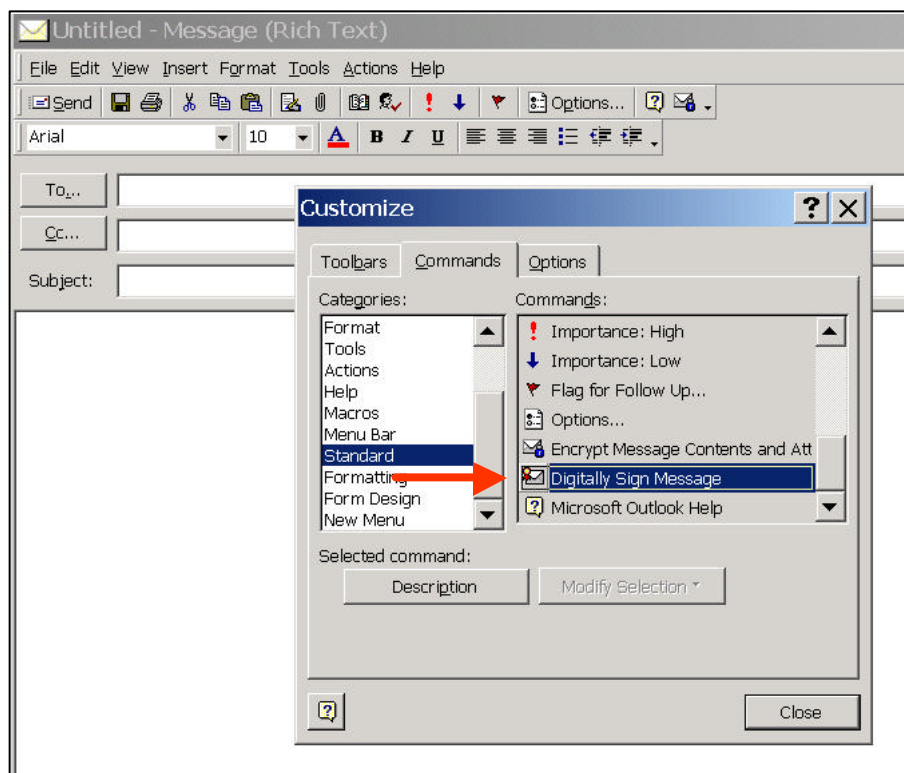 Untitled - Message (Rich Text)
File Edit View Insert Format Tools Actions Help
Send Options...
Arial 10 A B I U
To...
Cc...
Subject:
Customize
Toolbars Commands Options
Categories: Commands:
Format
Tools
Actions
Help
Macros
Menu Bar
Standard
Formatting
Form Design
New Menu
Importance: High
Importance: Low
Flag for Follow Up...
Options...
Encrypt Message Contents and Att
Digitally Sign Message
Microsoft Outlook Help
Selected command:
Description Modify Selection
Close